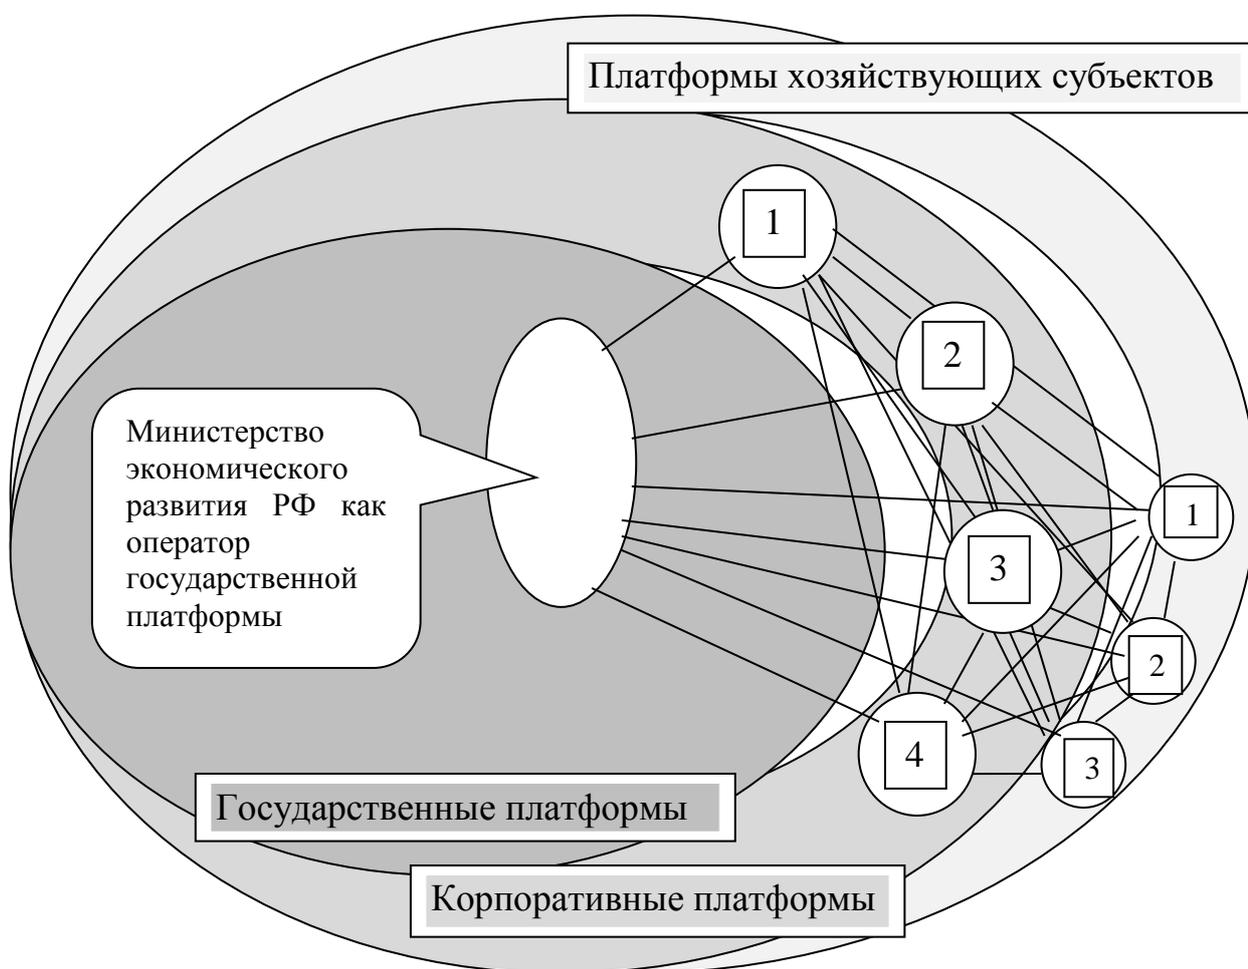 Платформы хозяйствующих субъектов
1
2
Министерство
экономического
развития РФ как
оператор
государственной
платформы
1
3
2
4
3
Государственные платформы
Корпоративные платформы